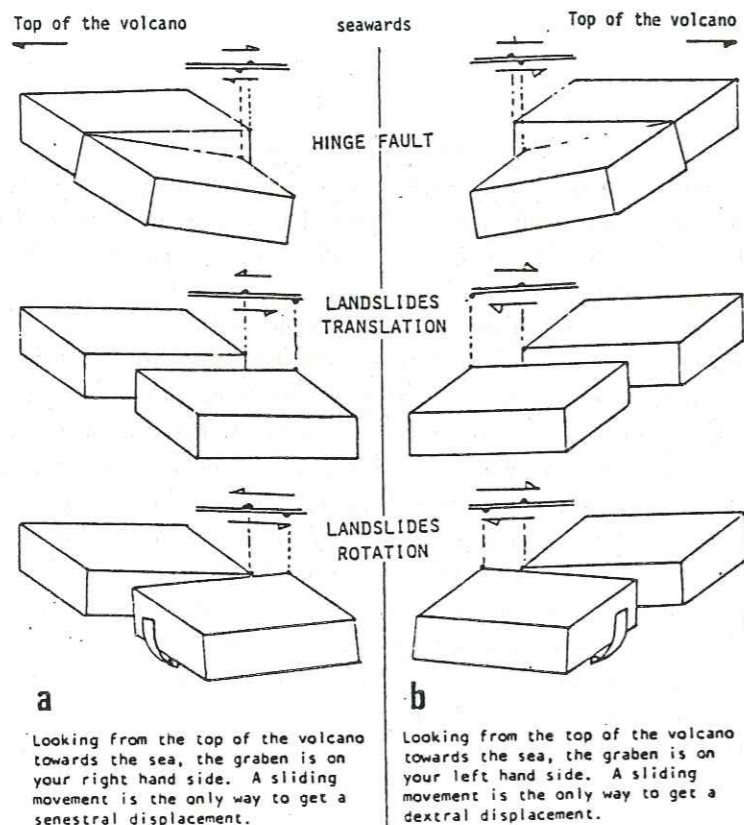 Top of the volcano
seawards
Top of the volcano
HINGE FAULT
LANDSLIDES
TRANSLATION
LANDSLIDES
ROTATION
a
b
Looking from the top of the volcano
towards the sea, the graben is on
your right hand side. A sliding
movement is the only way to get a
senestral displacement.
Looking from the top of the volcano
towards the sea, the graben is on
your left hand side. A sliding
movement is the only way to get a
dextral displacement.